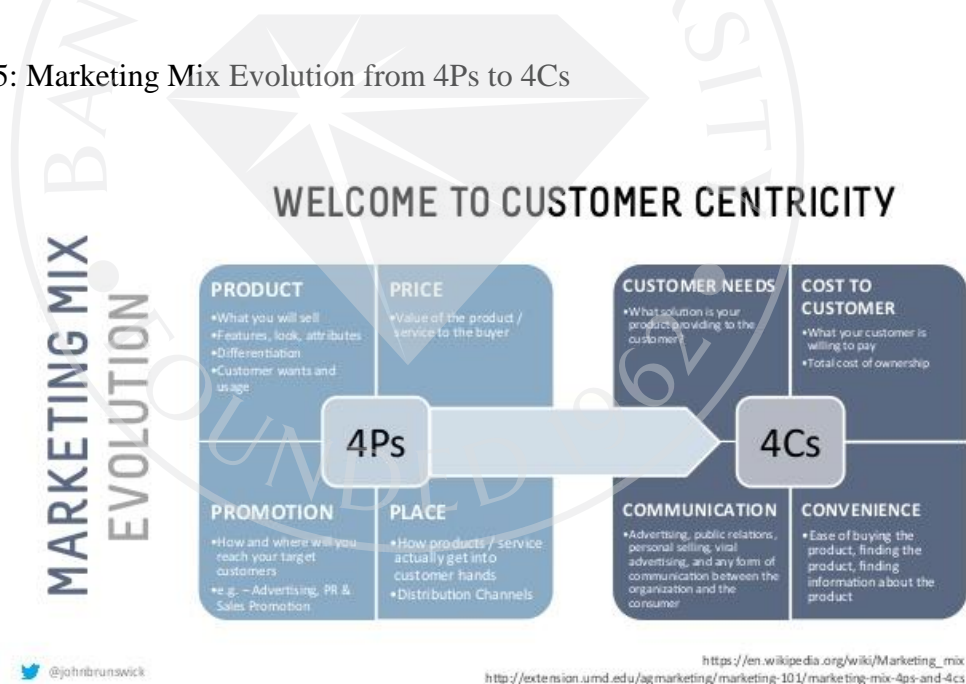 5: Marketing Mix Evolution from 4Ps to 4Cs
WELCOME TO CUSTOMER CENTRICITY
MARKETING MIX
EVOLUTION
PRODUCT
•What you will sell
•Features, look, attributes
•Differentiation
•Customer wants and
usage
PRICE
•Value of the product /
service to the buyer
4Ps
PROMOTION
•How and where will you
reach your target
customers
•e.g. – Advertising, PR &
Sales Promotion
PLACE
•How products / service
actually get into
customer hands
•Distribution Channels
CUSTOMER NEEDS
•What solution is your
product providing to the
customer?
COST TO
CUSTOMER
•What your customer is
willing to pay
•Total cost of ownership
4Cs
COMMUNICATION
•Advertising, public relations,
personal selling, viral
advertising, and any form of
communication between the
organization and the
consumer
CONVENIENCE
•Ease of buying the
product, finding the
product, finding
information about the
product
@johnbrunswick
https://en.wikipedia.org/wiki/Marketing_mix
http://extension.umd.edu/agmarketing/marketing-101/marketing-mix-4ps-and-4cs
FOUNDED 1962